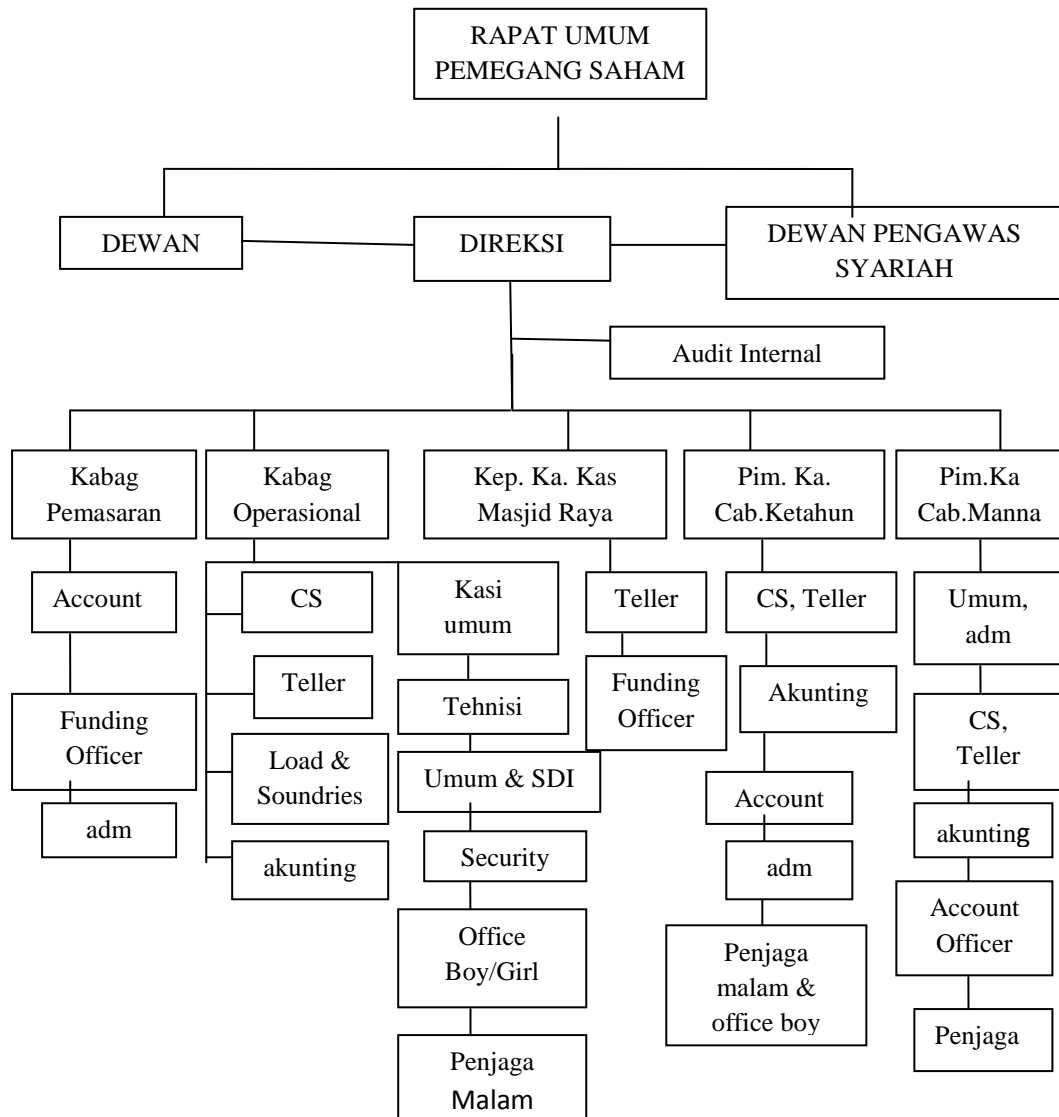 RAPAT UMUM
PEMEGANG SAHAM
DEWAN
DIREKSI
DEWAN PENGAWAS
SYARIAH
Audit Internal
Kabag
Pemasaran
Kabag
Operasional
Kep. Ka. Kas
Masjid Raya
Pim. Ka.
Cab.Ketahun
Pim.Ka
Cab.Manna
Account
Funding
Officer
adm
CS
Teller
Load &
Soundries
akunting
Kasi
umum
Tehnisi
Umum & SDI
Security
Office
Boy/Girl
Penjaga
Malam
Teller
Funding
Officer
CS, Teller
Akunting
Account
adm
Penjaga
malam &
office boy
Umum,
adm
CS,
Teller
akunting
Account
Officer
Penjaga